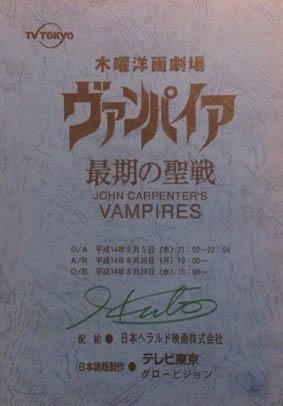 TV TOKYO
木曜洋画劇場
ヴァンパイア
最期の聖戦
JOHN CARPENTER'S
VAMPIRES
O/A 平成14年9月5日(木)21:02〜22:54
A/R 平成14年8月26日(月)10:00〜
D/B 平成14年8月28日(水)10:00〜
配給●日本ヘラルド映画株式会社
日本語版製作●テレビ東京
グロービジョン